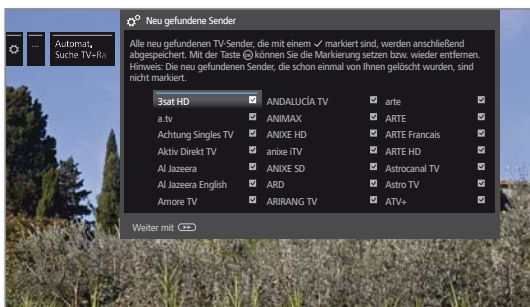 Neu gefundene Sender
...
Automat.
Suche TV+Ra
Alle neu gefundenen TV-Sender, die mit einem ✓ markiert sind, werden anschließend
abgespeichert. Mit der Taste OK können Sie die Markierung setzen bzw. wieder entfernen.
Hinweis: Die neu gefundenen Sender, die schon einmal von Ihnen gelöscht wurden, sind
nicht markiert.
3sat HD ANDALUCÍA TV arte
a.tv ANIMAX ARTE
Achtung Singles TV ANIXE HD ARTE Francais
Aktiv Direkt TV anixe iTV ARTE HD
Al Jazeera ANIXE SD Astrocanal TV
Al Jazeera English ARD Astro TV
Amore TV ARIRANG TV ATV+
Weiter mit